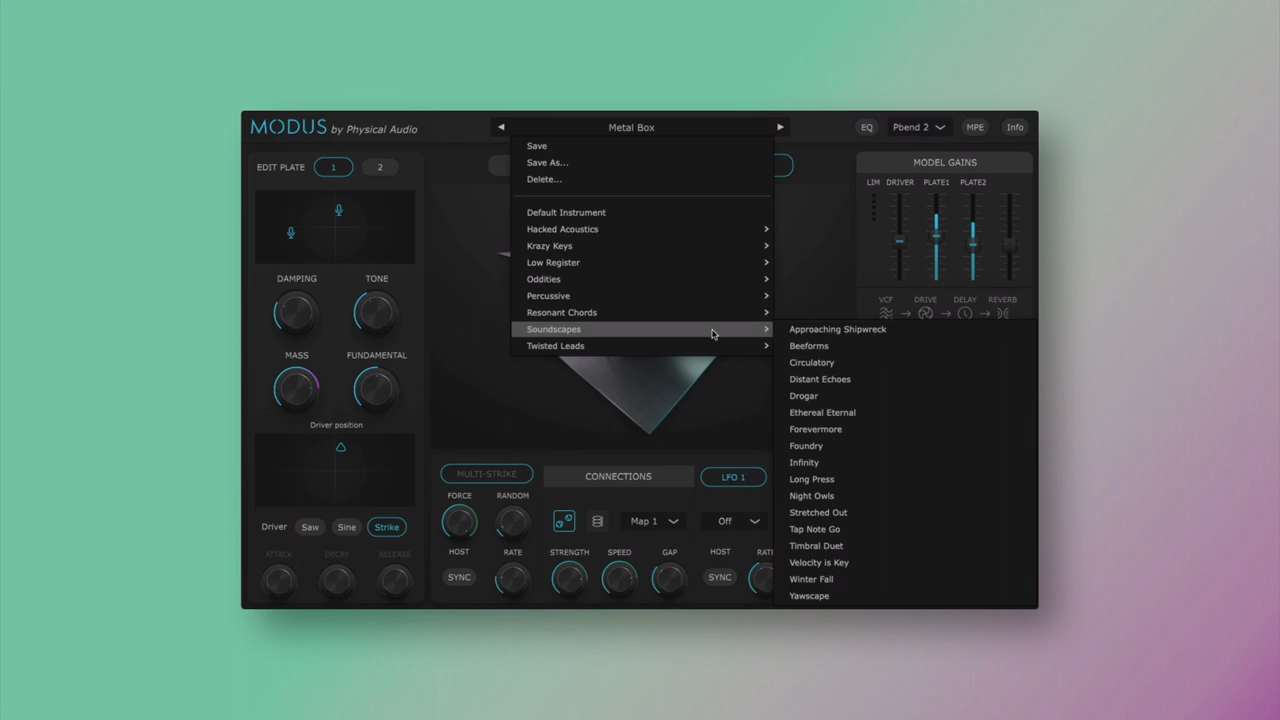 MODUS by Physical Audio
Metal Box
EQ
Pbend 2
MPE
Info
EDIT PLATE
1
2
DAMPING
TONE
MASS
FUNDAMENTAL
Driver position
Driver
Saw
Sine
Strike
ATTACK
DECAY
RELEASE
Save
Save As...
Delete...
Default Instrument
Hacked Acoustics
Krazy Keys
Low Register
Oddities
Percussive
Resonant Chords
Soundscapes
Twisted Leads
MULTI-STRIKE
CONNECTIONS
LFO 1
FORCE
RANDOM
Map 1
Off
HOST
RATE
STRENGTH
SPEED
GAP
HOST
SYNC
SYNC
MODEL GAINS
LIM
DRIVER
PLATE1
PLATE2
VCF
DRIVE
DELAY
REVERB
Approaching Shipwreck
Beeforms
Circulatory
Distant Echoes
Drogar
Ethereal Eternal
Forevermore
Foundry
Infinity
Long Press
Night Owls
Stretched Out
Tap Note Go
Timbral Duet
Velocity is Key
Winter Fall
Yawscape